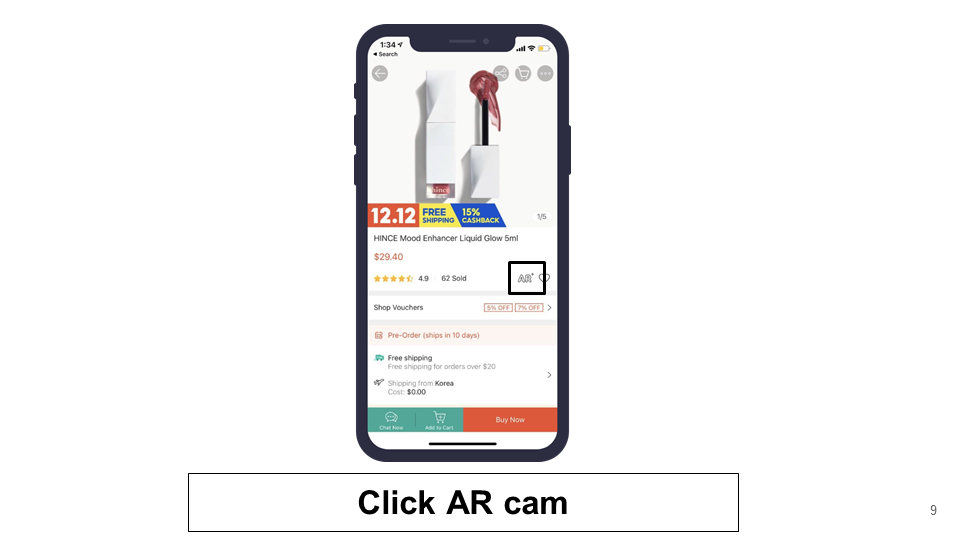 1:34
Search
hince
12.12
FREE SHIPPING
15% CASHBACK
1/5
HINCE Mood Enhancer Liquid Glow 5ml
$29.40
4.9 62 Sold AR+
Shop Vouchers 5% OFF 7% OFF
Pre-Order (ships in 10 days)
Free shipping
Free shipping for orders over $20
Shipping from Korea
Cost: $0.00
Chat Now Add to Cart Buy Now
Click AR cam
9